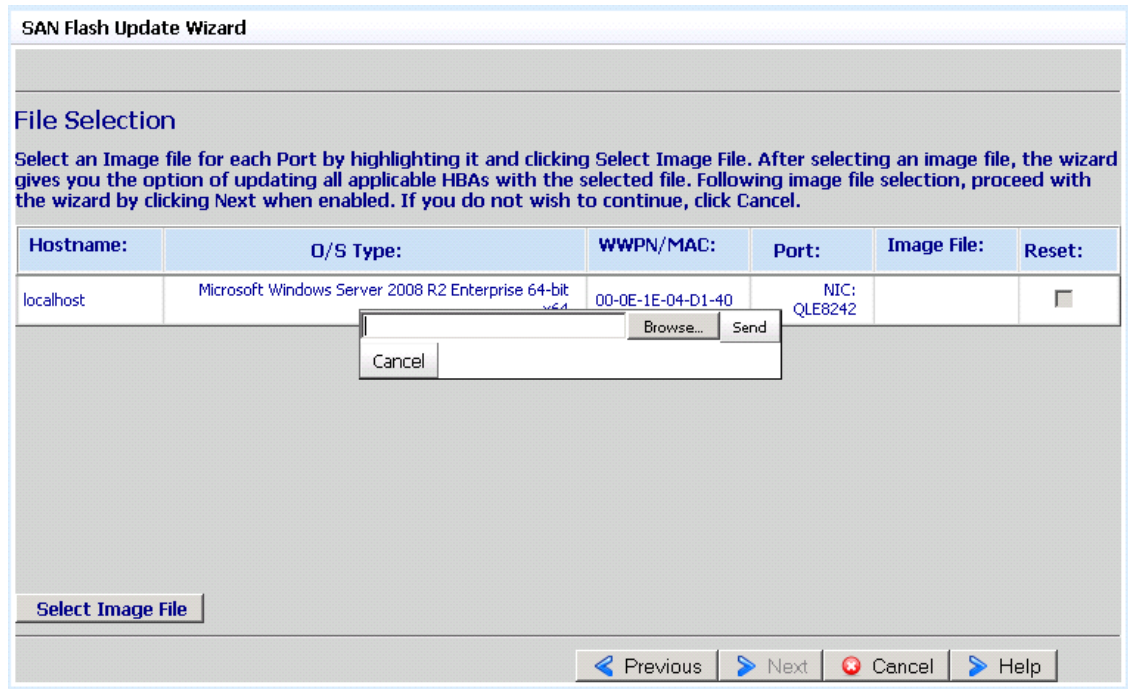 SAN Flash Update Wizard
File Selection
Select an Image file for each Port by highlighting it and clicking Select Image File. After selecting an image file, the wizard
gives you the option of updating all applicable HBAs with the selected file. Following image file selection, proceed with
the wizard by clicking Next when enabled. If you do not wish to continue, click Cancel.
Hostname: O/S Type: WWPN/MAC: Port: Image File: Reset:
localhost Microsoft Windows Server 2008 R2 Enterprise 64-bit 00-0E-1E-04-D1-40 NIC:
x64 QLE8242
Browse... Send
Cancel
Select Image File
Previous Next Cancel Help